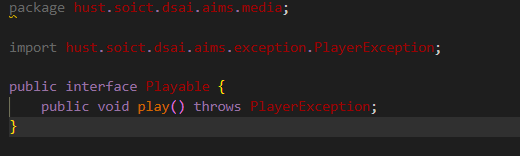 package hust.soict.dsai.aims.media;
import hust.soict.dsai.aims.exception.PlayerException;
public interface Playable {
public void play() throws PlayerException;
}